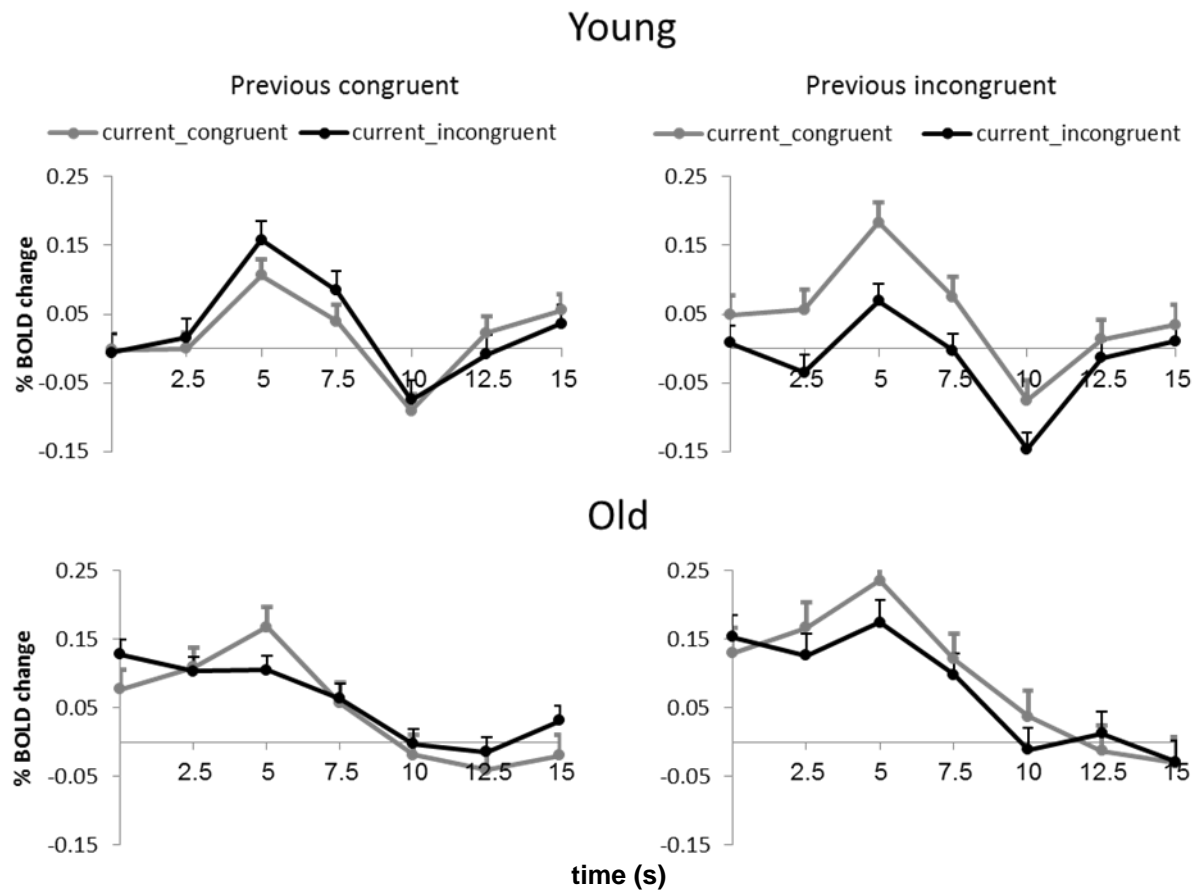 Young
Previous congruent
Previous incongruent
current_congruent current_incongruent
current_congruent current_incongruent
% BOLD change
0.25
0.15
0.05
-0.05
-0.15
2.5 5 7.5 10 12.5 15
0.25
0.15
0.05
-0.05
-0.15
2.5 5 7.5 10 12.5 15
Old
% BOLD change
0.25
0.15
0.05
-0.05
-0.15
2.5 5 7.5 10 12.5 15
0.25
0.15
0.05
-0.05
-0.15
2.5 5 7.5 10 12.5 15
time (s)